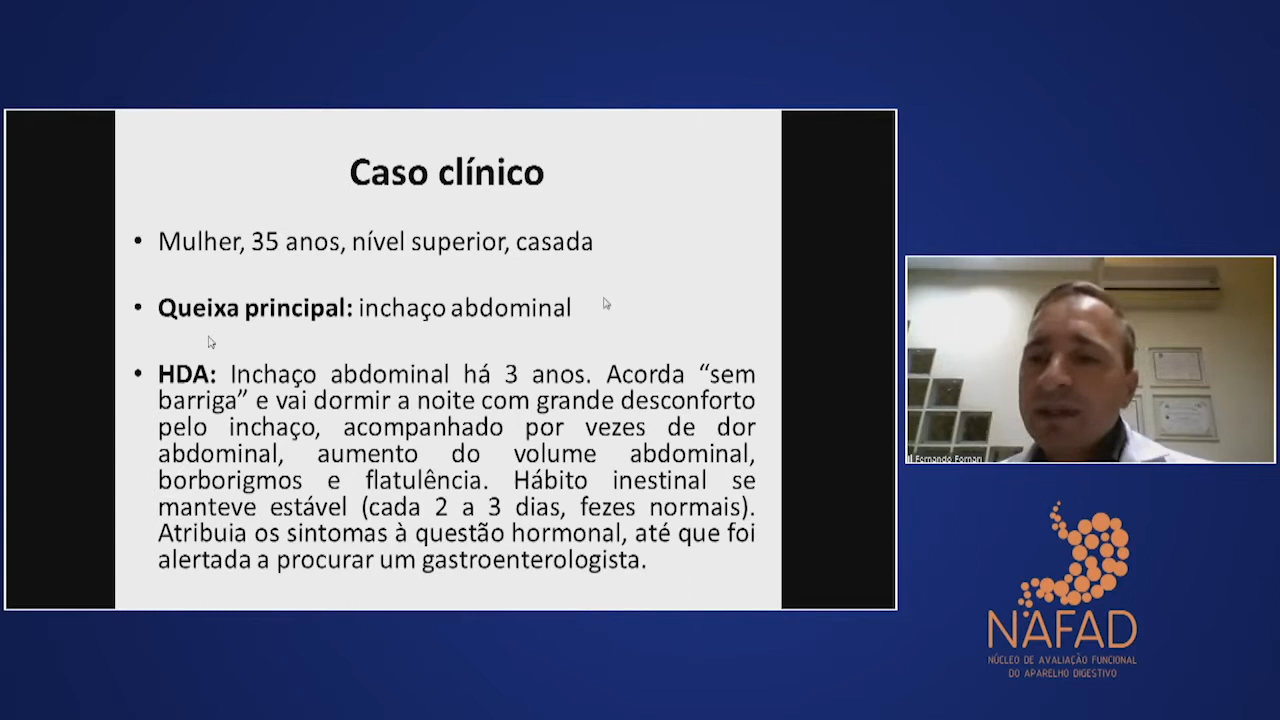 Caso clínico
• Mulher, 35 anos, nível superior, casada
• Queixa principal: inchaço abdominal
• HDA: Inchaço abdominal há 3 anos. Acorda “sem
barriga” e vai dormir a noite com grande desconforto
pelo inchaço, acompanhado por vezes de dor
abdominal, aumento do volume abdominal,
borborigmos e flatulência. Hábito inestinal se
manteve estável (cada 2 a 3 dias, fezes normais).
Atribuia os sintomas à questão hormonal, até que foi
alertada a procurar um gastroenterologista.
Fernando Fornari
NAFAD
NÚCLEO DE AVALIAÇÃO FUNCIONAL
DO APARELHO DIGESTIVO